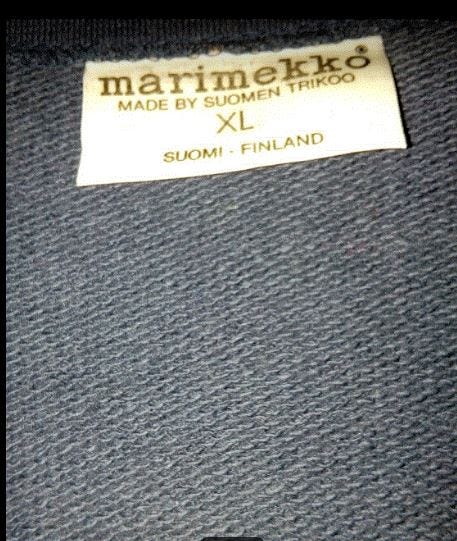 marimekko®
MADE BY SUOMEN TRIKOO
XL
SUOMI - FINLAND